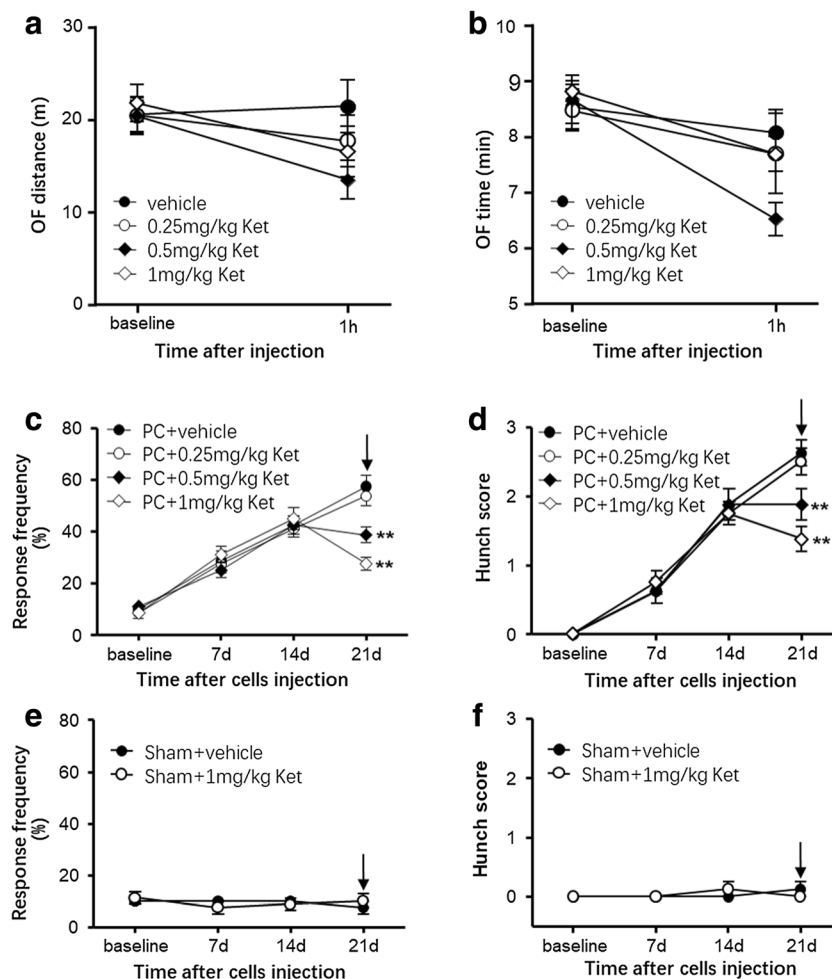 a
30
20
10
0
OF distance (m)
vehicle
0.25mg/kg Ket
0.5mg/kg Ket
1mg/kg Ket
baseline
1h
Time after injection
b
10
9
8
7
6
5
OF time (min)
vehicle
0.25mg/kg Ket
0.5mg/kg Ket
1mg/kg Ket
baseline
1h
Time after injection
c
80
60
40
20
0
Response frequency
(%)
PC+vehicle
PC+0.25mg/kg Ket
PC+0.5mg/kg Ket
PC+1mg/kg Ket
**
**
baseline
7d
14d
21d
Time after cells injection
d
3
2
1
0
Hunch score
PC+vehicle
PC+0.25mg/kg Ket
PC+0.5mg/kg Ket
PC+1mg/kg Ket
**
**
baseline
7d
14d
21d
Time after cells injection
e
80
60
40
20
0
Response frequency
(%)
Sham+vehicle
Sham+1mg/kg Ket
baseline
7d
14d
21d
Time after cells injection
f
3
2
1
0
Hunch score
Sham+vehicle
Sham+1mg/kg Ket
baseline
7d
14d
21d
Time after cells injection